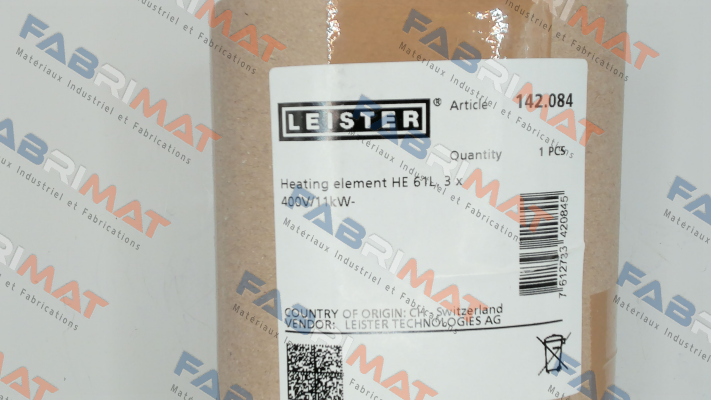 LEISTER® Article 142.084
Quantity 1 PCS
Heating element HE 61L, 3 x
400V/11kW-
7 612733 420845
COUNTRY OF ORIGIN: CH - Switzerland
VENDOR: LEISTER TECHNOLOGIES AG
FABRIMAT
Matériaux Industriel et Fabrications